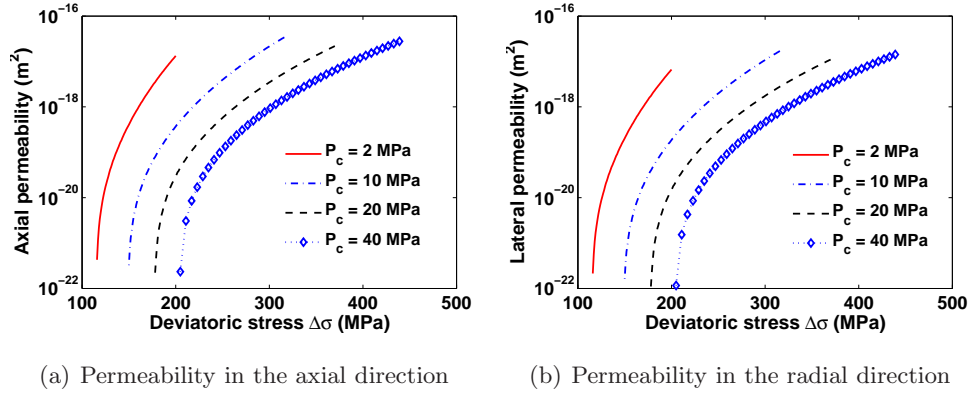 10^−16
10^−18
10^−20
10^−22
Axial permeability (m^2)
P_c = 2 MPa
P_c = 10 MPa
P_c = 20 MPa
P_c = 40 MPa
100 200 300 400 500
Deviatoric stress Δσ (MPa)
(a) Permeability in the axial direction
10^−16
10^−18
10^−20
10^−22
Lateral permeability (m^2)
P_c = 2 MPa
P_c = 10 MPa
P_c = 20 MPa
P_c = 40 MPa
100 200 300 400 500
Deviatoric stress Δσ (MPa)
(b) Permeability in the radial direction